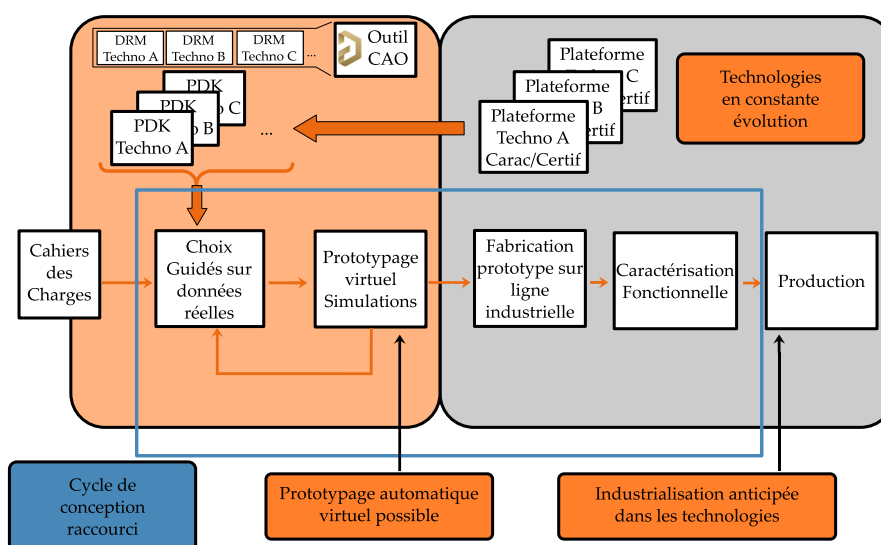 DRM
Techno A
DRM
Techno B
DRM
Techno C
...
Outil
CAO
PDK
C
PDK
B
PDK
Techno A
...
Plateforme
C
ertif
Plateforme
B
ertif
Plateforme
Techno A
Carac/Certif
Technologies
en constante
évolution
Cahiers
des
Charges
Choix
Guidés sur
données
réelles
Prototypage
virtuel
Simulations
Fabrication
prototype sur
ligne
industrielle
Caractérisation
Fonctionnelle
Production
Cycle de
conception
raccourci
Prototypage automatique
virtuel possible
Industrialisation anticipée
dans les technologies